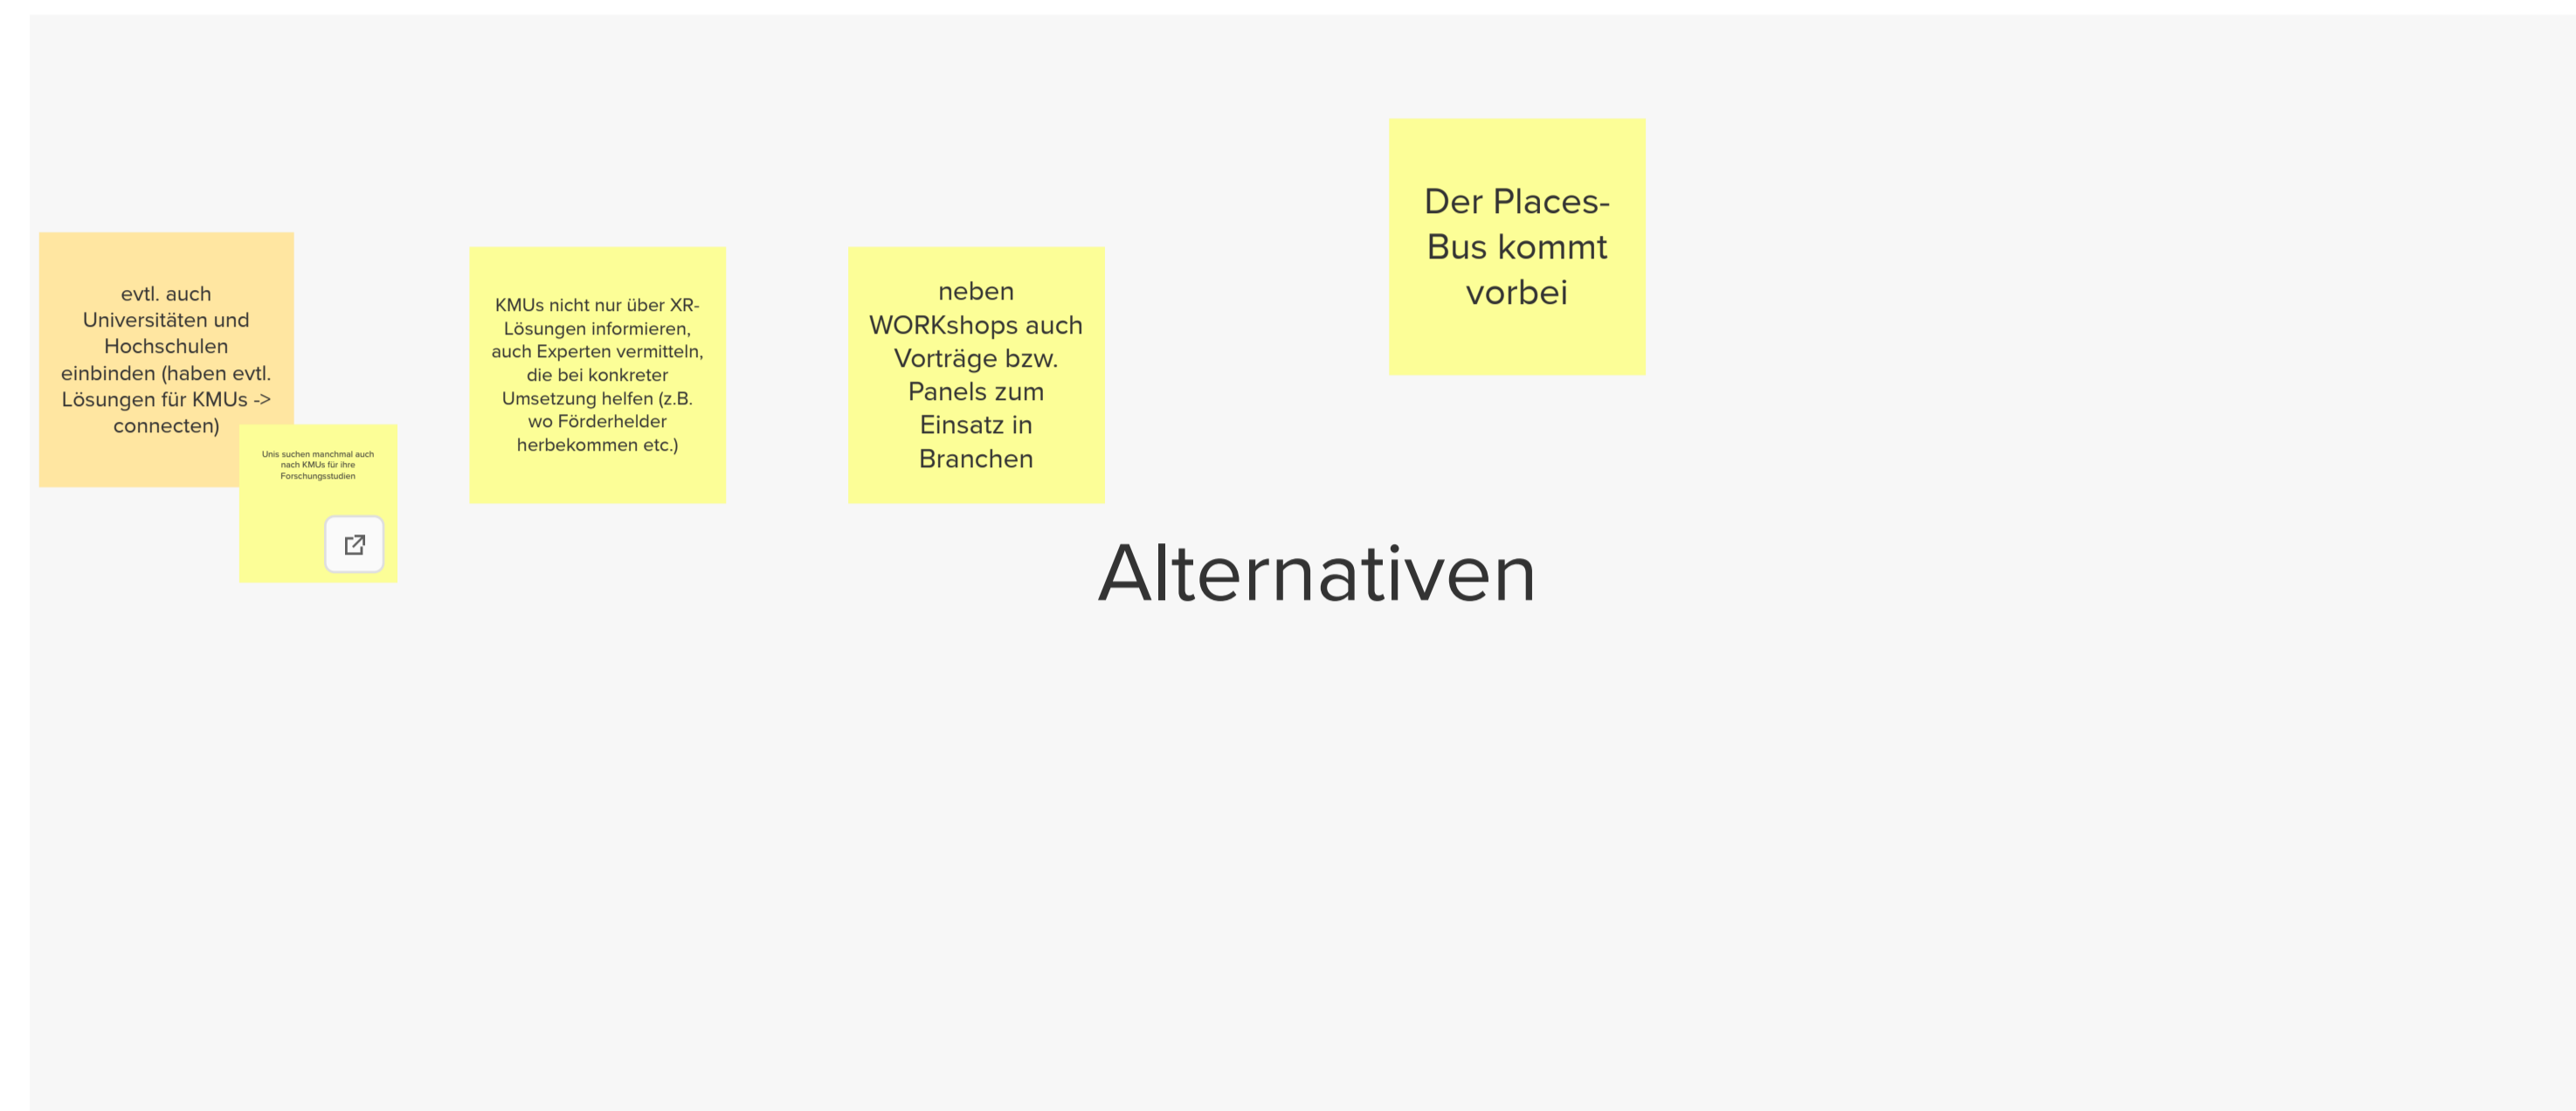 evtl. auch
Universitäten und
Hochschulen
einbinden (haben evtl.
Lösungen für KMUs ->
connecten)
Unis suchen manchmal auch
nach KMUs für ihre
Forschungsstudien
KMUs nicht nur über XR-
Lösungen informieren,
auch Experten vermitteln,
die bei konkreter
Umsetzung helfen (z.B.
wo Förderhelder
herbekommen etc.)
neben
WORKshops auch
Vorträge bzw.
Panels zum
Einsatz in
Branchen
Der Places-
Bus kommt
vorbei
Alternativen